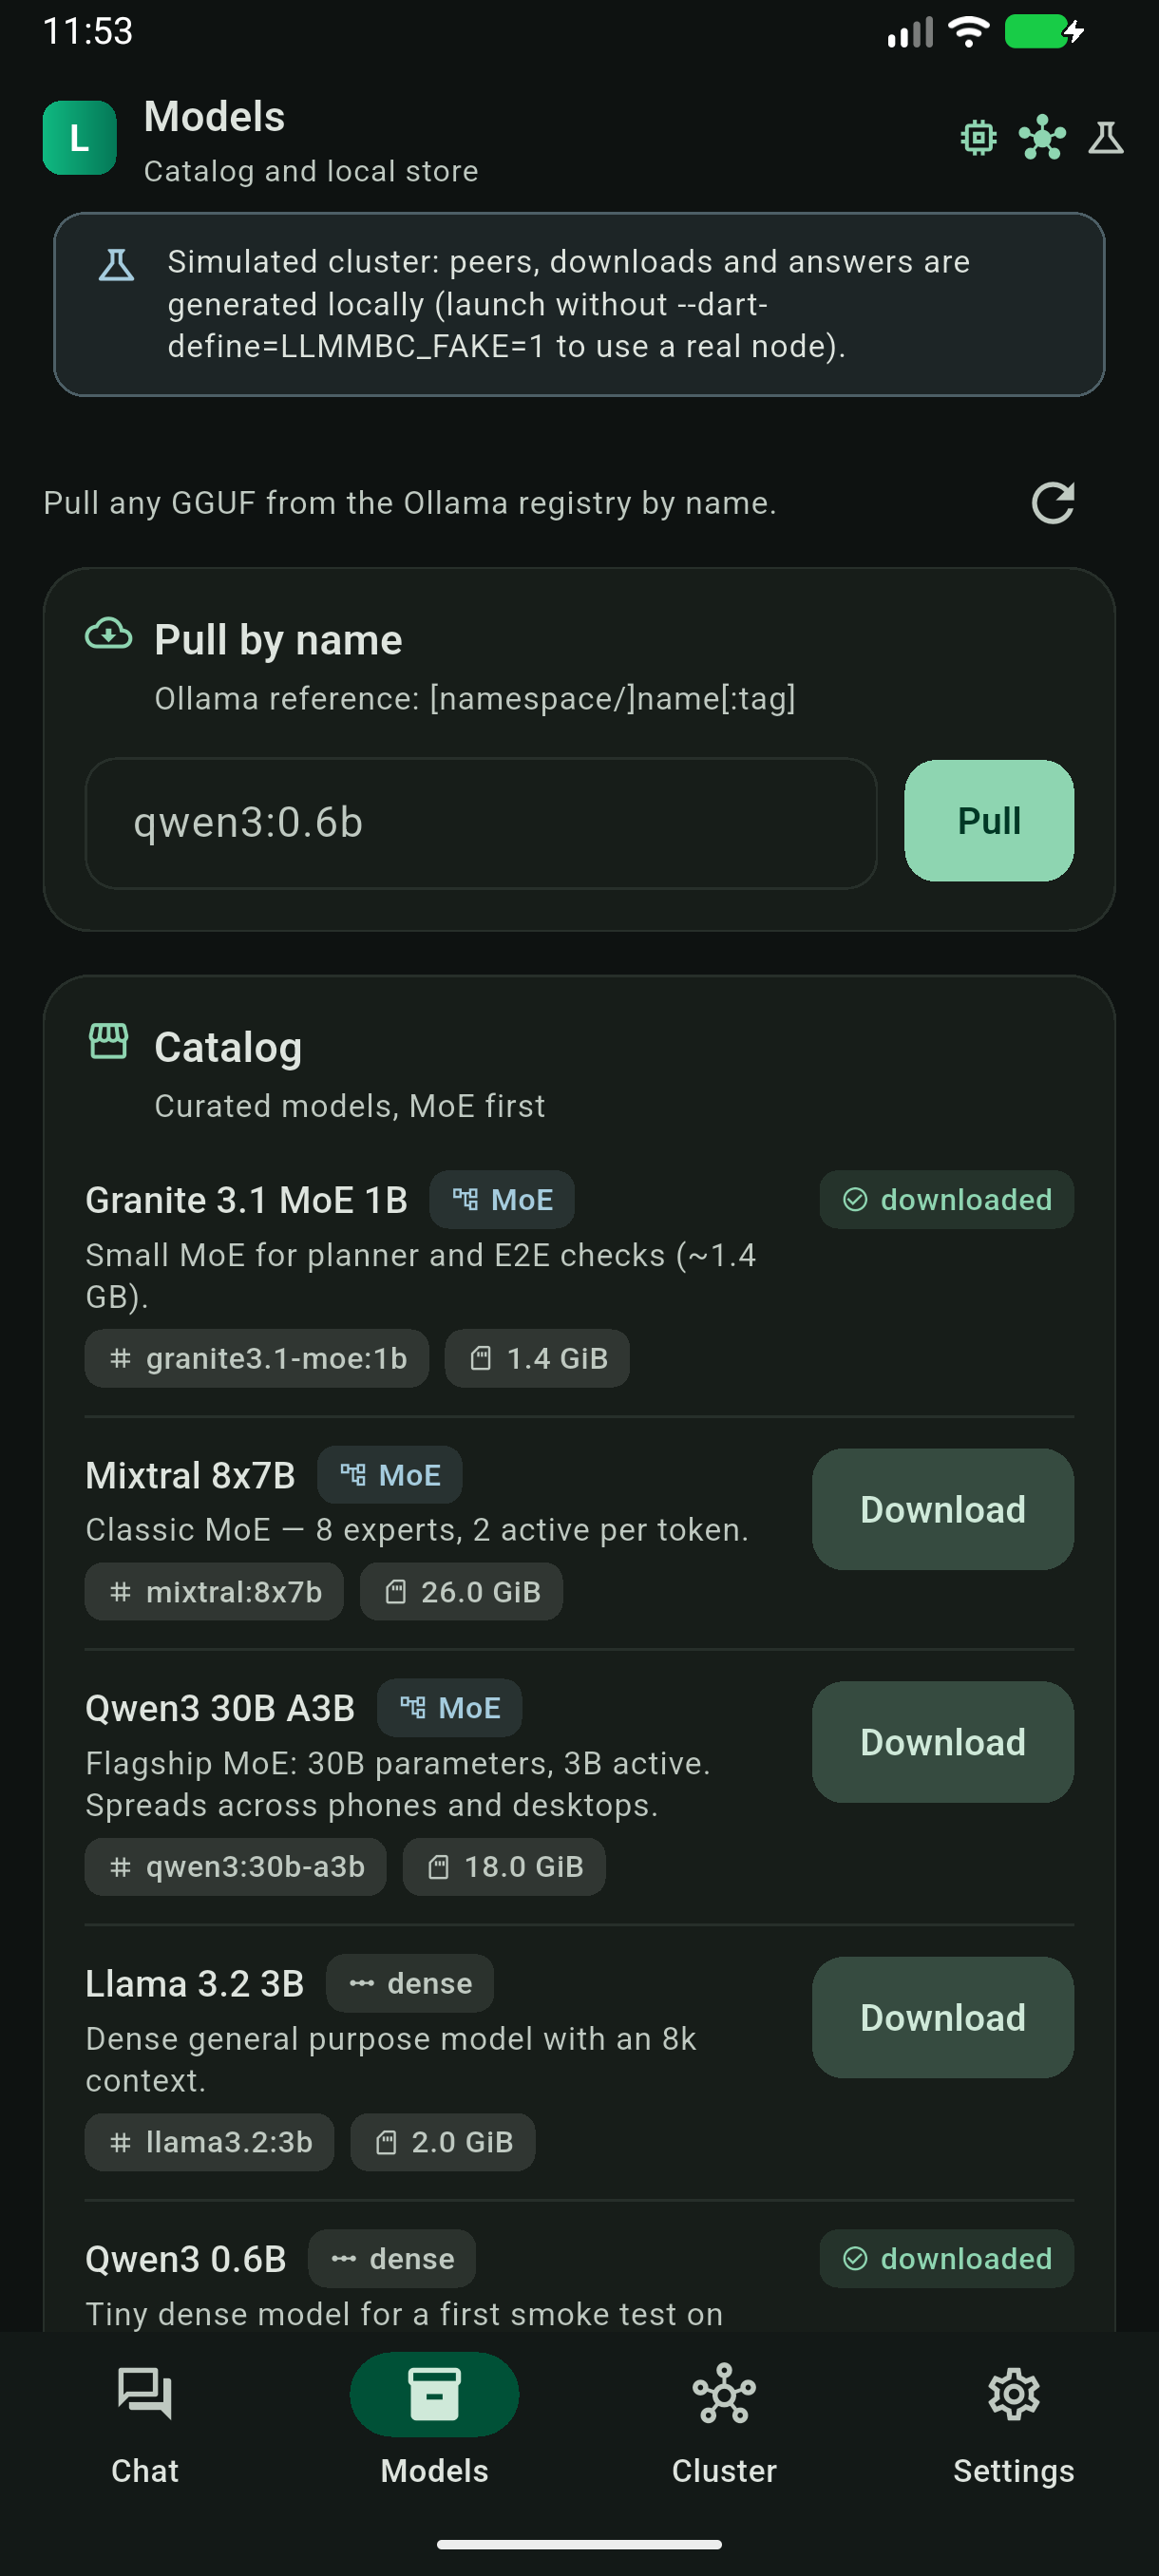 11:53
L
Models
Catalog and local store
Simulated cluster: peers, downloads and answers are
generated locally (launch without --dart-
define=LLMMBC_FAKE=1 to use a real node).
Pull any GGUF from the Ollama registry by name.
Pull by name
Ollama reference: [namespace/]name[:tag]
qwen3:0.6b
Pull
Catalog
Curated models, MoE first
Granite 3.1 MoE 1B MoE downloaded
Small MoE for planner and E2E checks (~1.4
GB).
granite3.1-moe:1b 1.4 GiB
Mixtral 8x7B MoE
Download
Classic MoE — 8 experts, 2 active per token.
mixtral:8x7b 26.0 GiB
Qwen3 30B A3B MoE
Download
Flagship MoE: 30B parameters, 3B active.
Spreads across phones and desktops.
qwen3:30b-a3b 18.0 GiB
Llama 3.2 3B dense
Download
Dense general purpose model with an 8k
context.
llama3.2:3b 2.0 GiB
Qwen3 0.6B dense downloaded
Tiny dense model for a first smoke test on
Chat Models Cluster Settings